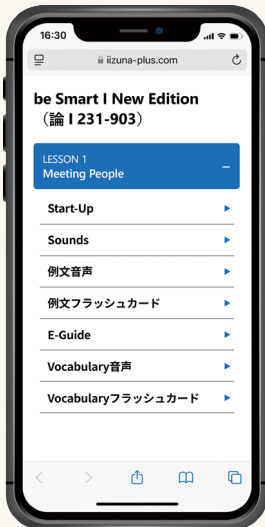 16:30
iizuna-plus.com
be Smart I New Edition
（論 I 231-903）
LESSON 1
Meeting People
Start-Up
Sounds
例文音声
例文フラッシュカード
E-Guide
Vocabulary音声
Vocabularyフラッシュカード